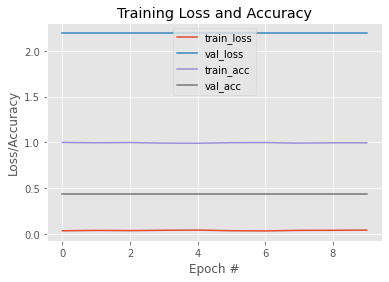 Training Loss and Accuracy
train_loss
val_loss
train_acc
val_acc
2.0
1.5
1.0
0.5
0.0
Loss/Accuracy
0 2 4 6 8
Epoch #